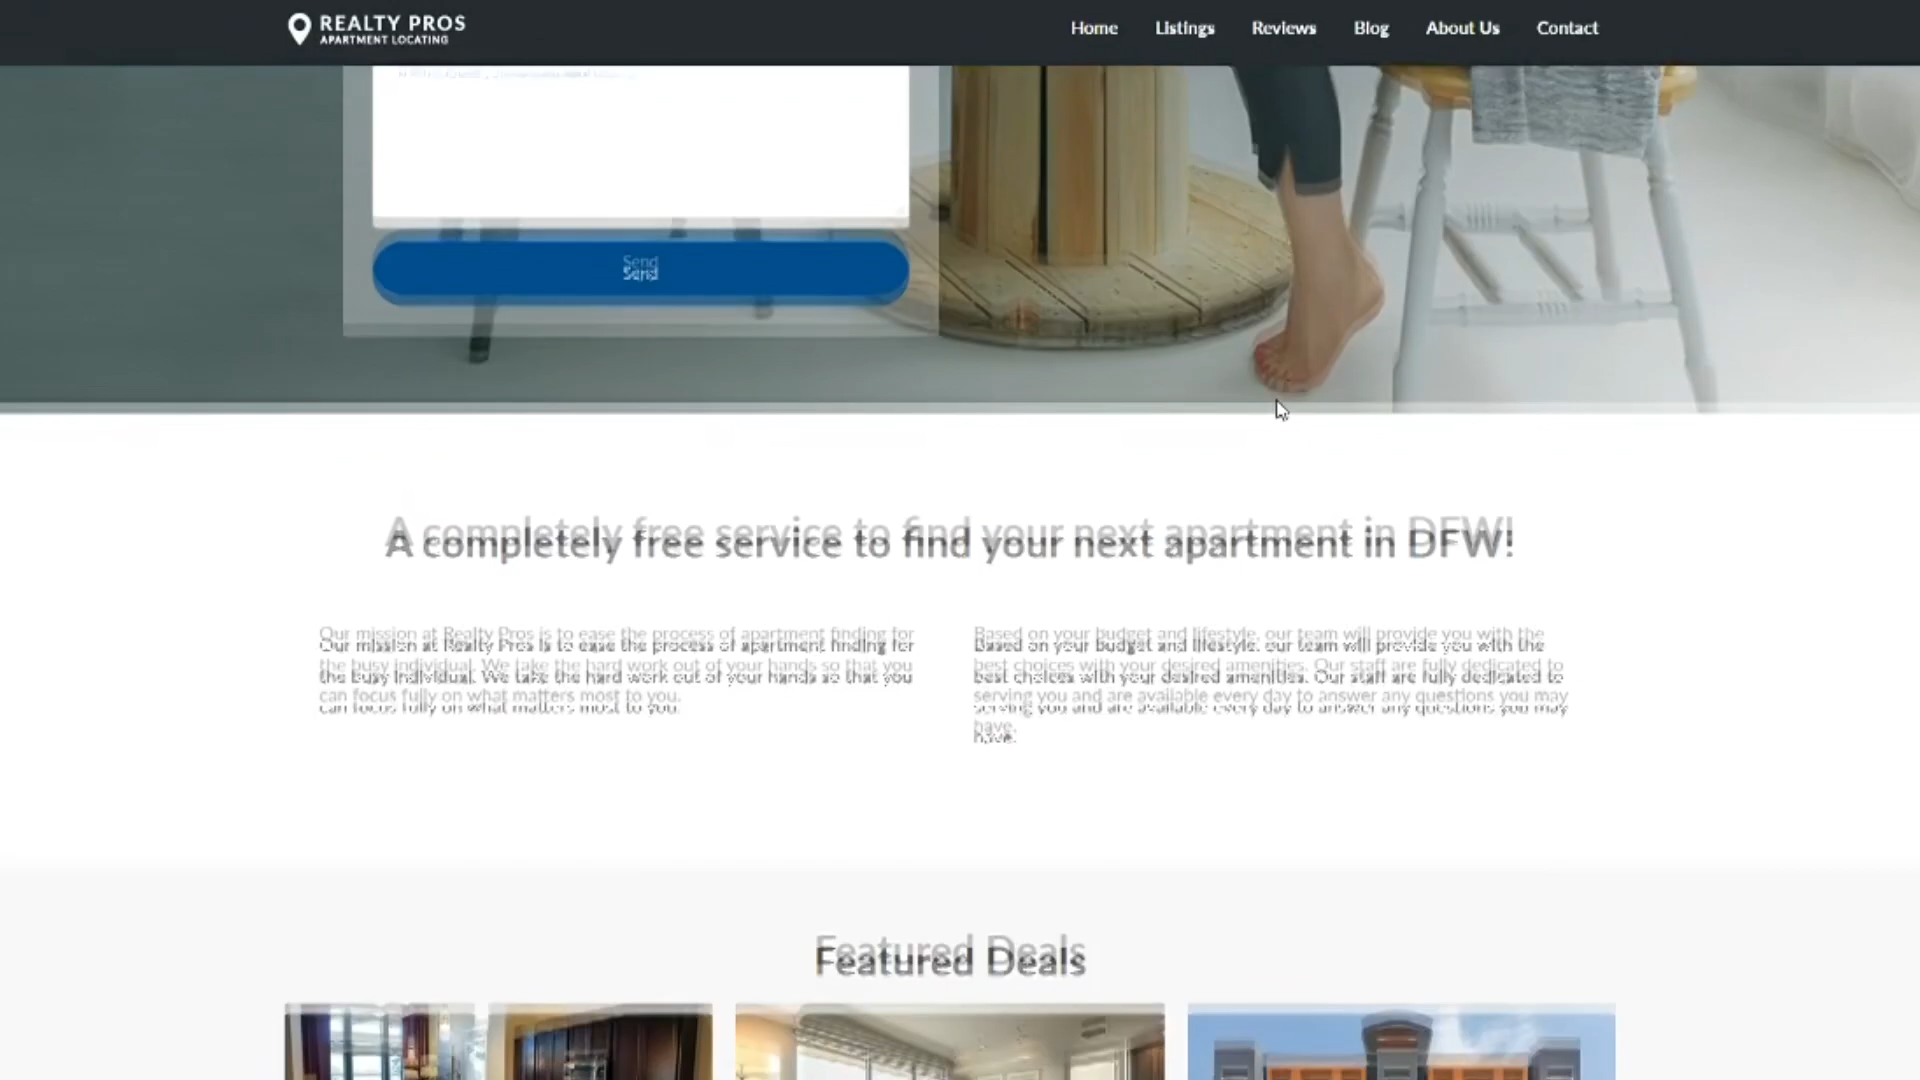 REALTY PROS
APARTMENT LOCATING
Home Listings Reviews Blog About Us Contact
Send
A completely free service to find your next apartment in DFW!
Our mission at Realty Pros is to ease the process of apartment finding for
the busy individual. We take the hard work out of your hands so that you
can focus fully on what matters most to you.
Based on your budget and lifestyle, our team will provide you with the
best choices with your desired amenities. Our staff are fully dedicated to
serving you and are available every day to answer any questions you may
have.
Featured Deals